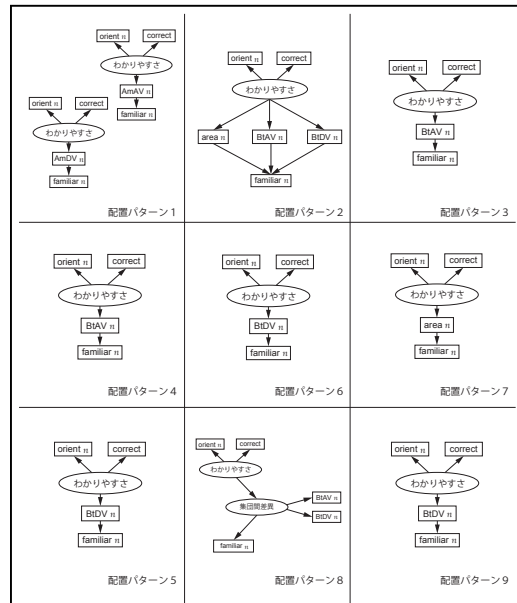 orient n correct
わかりやすさ
AmAV n
familiar n
orient n correct
わかりやすさ
AmDV n
familiar n
配置パターン1
orient n correct
わかりやすさ
area n BtAV n BtDV n
familiar n
配置パターン2
orient n correct
わかりやすさ
BtAV n
familiar n
配置パターン3
orient n correct
わかりやすさ
BtAV n
familiar n
配置パターン4
orient n correct
わかりやすさ
BtDV n
familiar n
配置パターン6
orient n correct
わかりやすさ
area n
familiar n
配置パターン7
orient n correct
わかりやすさ
BtDV n
familiar n
配置パターン5
orient n correct
わかりやすさ
BtAV n
集団間差異
BtDV n
familiar n
配置パターン8
orient n correct
わかりやすさ
BtDV n
familiar n
配置パターン9